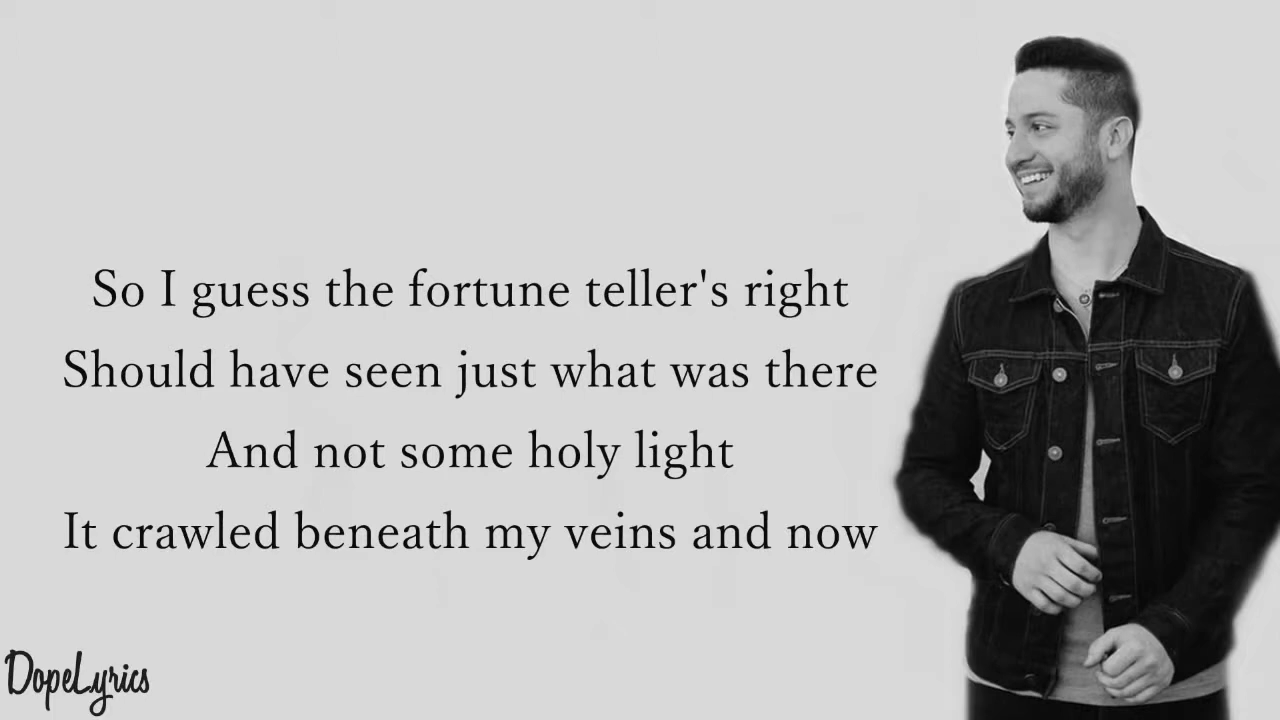 So I guess the fortune teller's right
Should have seen just what was there
And not some holy light
It crawled beneath my veins and now
DopeLyrics